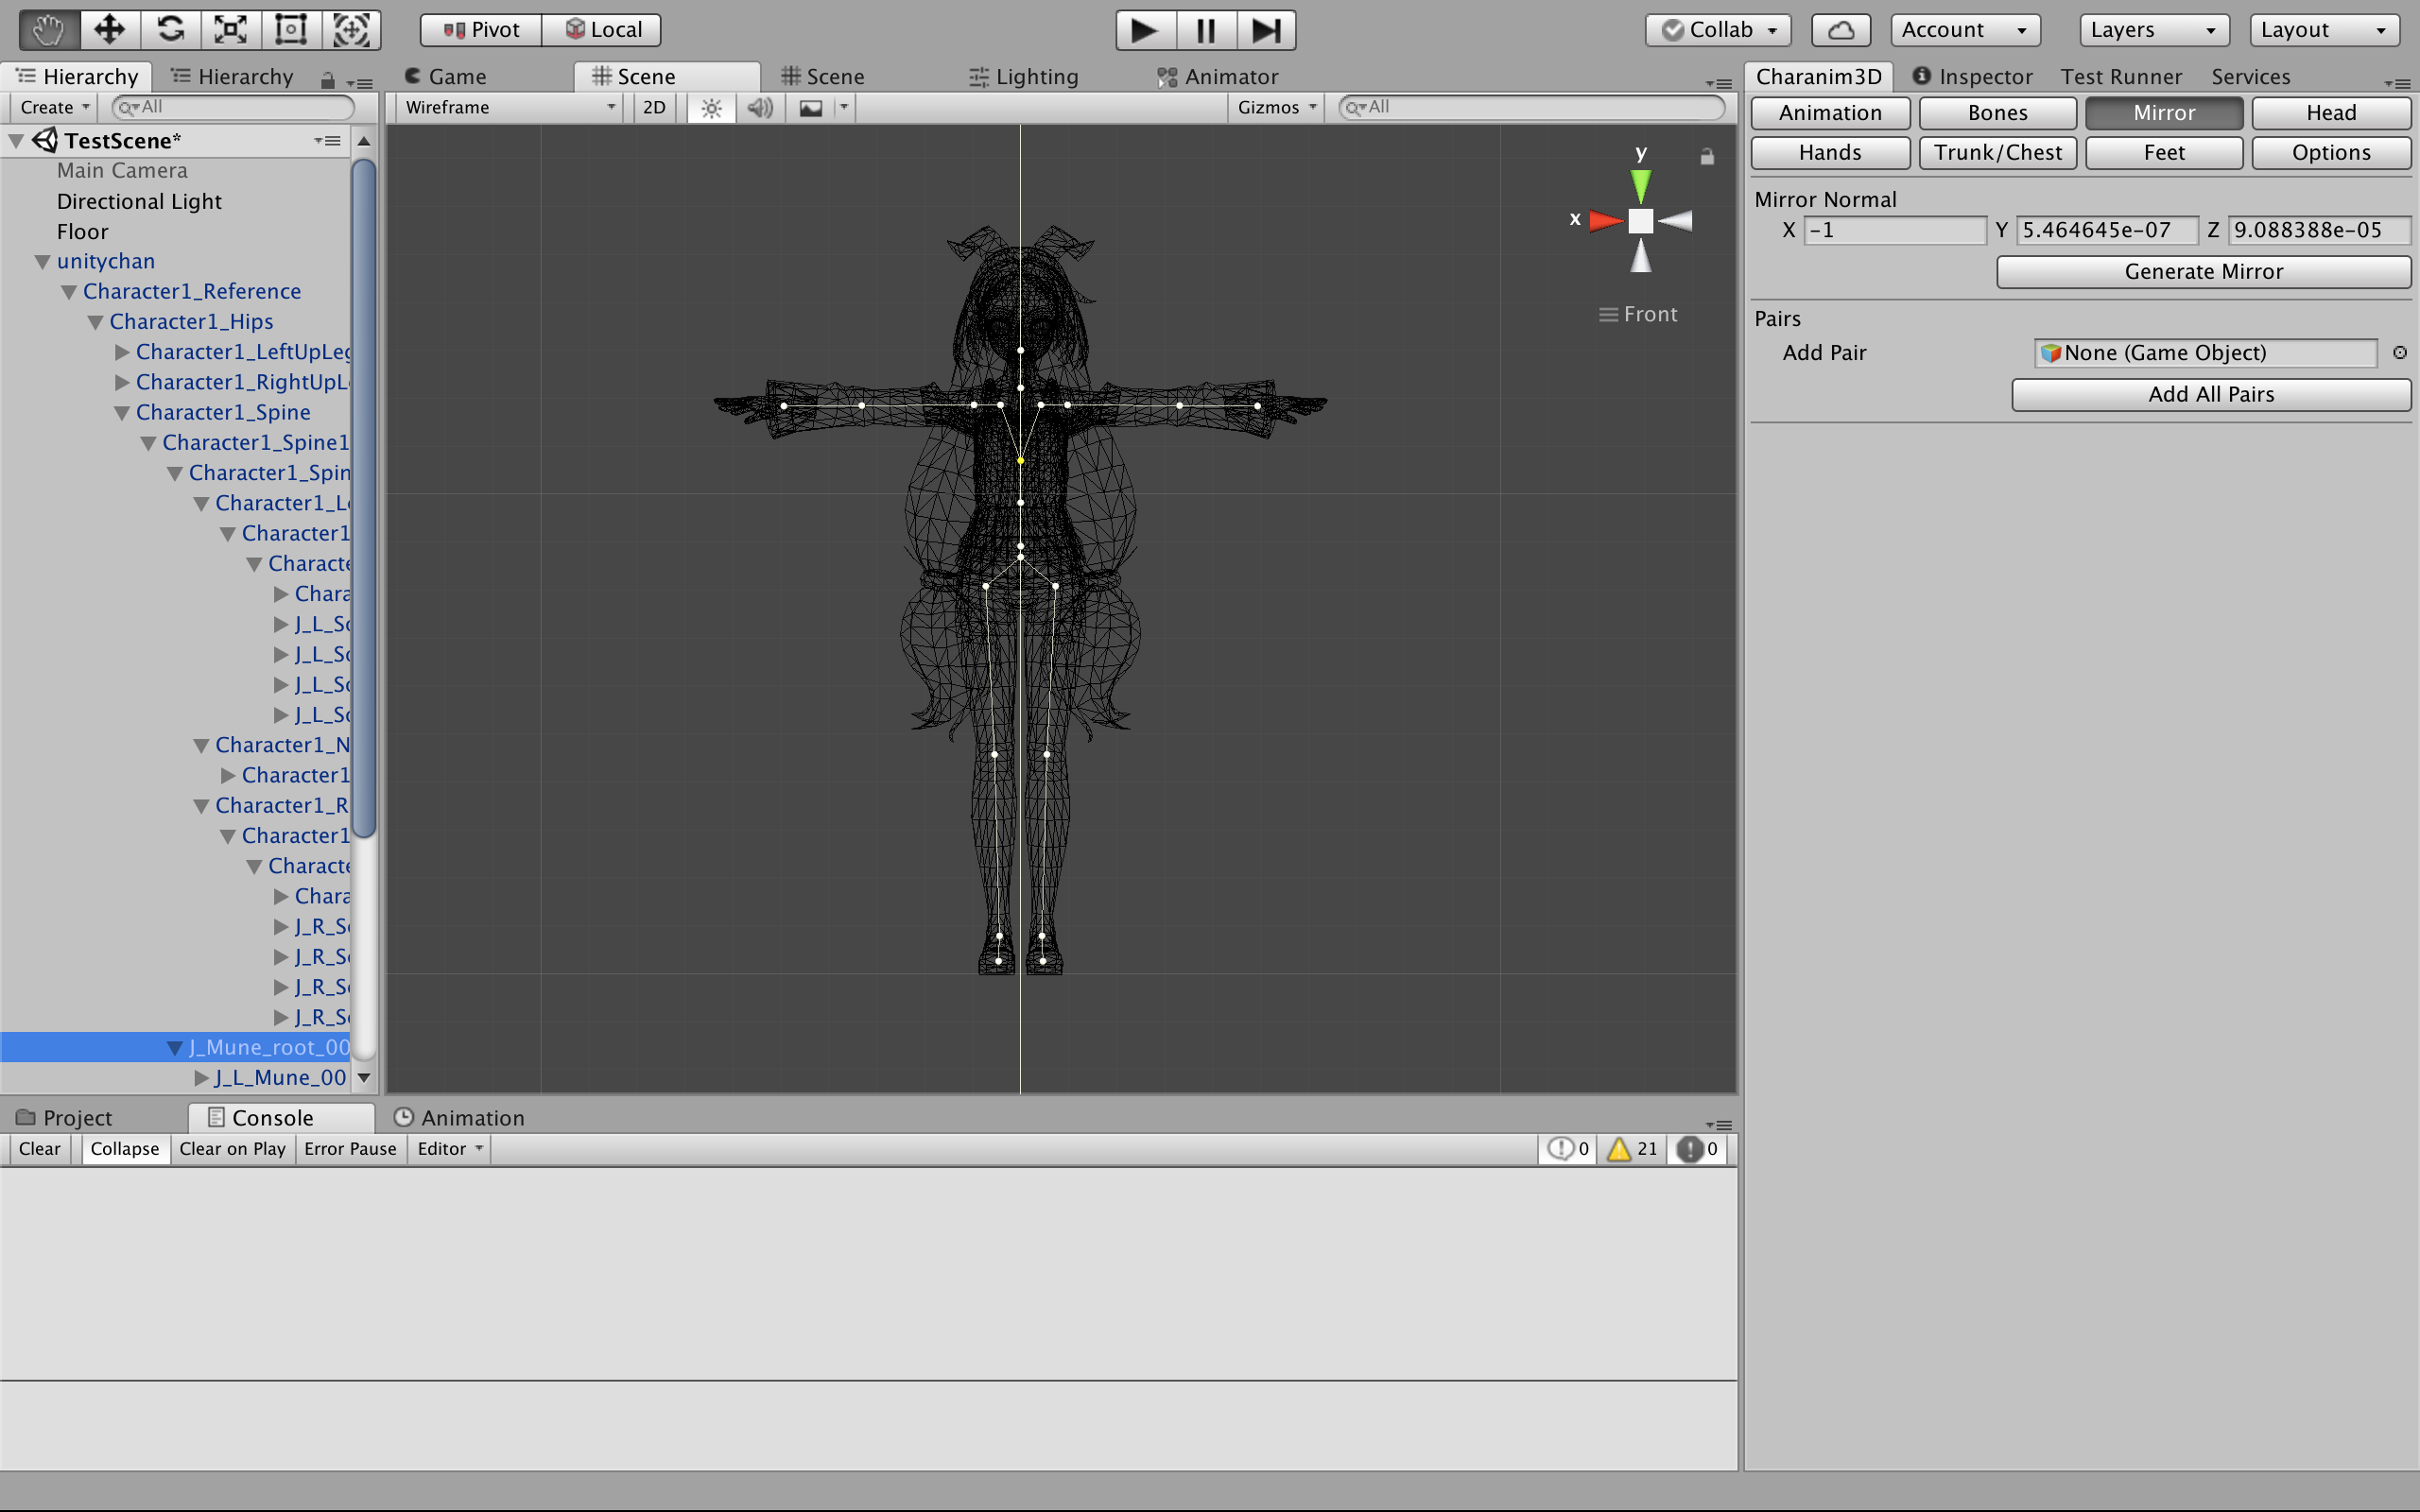 Pivot Local Collab Account Layers Layout
Hierarchy Hierarchy Game Scene Scene Lighting Animator Charanim3D Inspector Test Runner Services
Create All Wireframe 2D Gizmos All
Animation Bones Mirror Head
Hands Trunk/Chest Feet Options
TestScene*
Main Camera
Directional Light
Floor
unitychan
Character1_Reference
Character1_Hips
Character1_LeftUpLeg
Character1_RightUpL
Character1_Spine
Character1_Spine1
Character1_Spin
Character1_L
Character1
Characte
Chara
J_L_S
J_L_S
J_L_S
J_L_S
Character1_N
Character1
Character1_R
Character1
Characte
Chara
J_R_S
J_R_S
J_R_S
J_R_S
J_Mune_root_00
J_L_Mune_00
y
x
Front
Mirror Normal
X -1 Y 5.464645e-07 Z 9.088388e-05
Generate Mirror
Pairs
Add Pair None (Game Object)
Add All Pairs
Project Console Animation
Clear Collapse Clear on Play Error Pause Editor 0 21 0